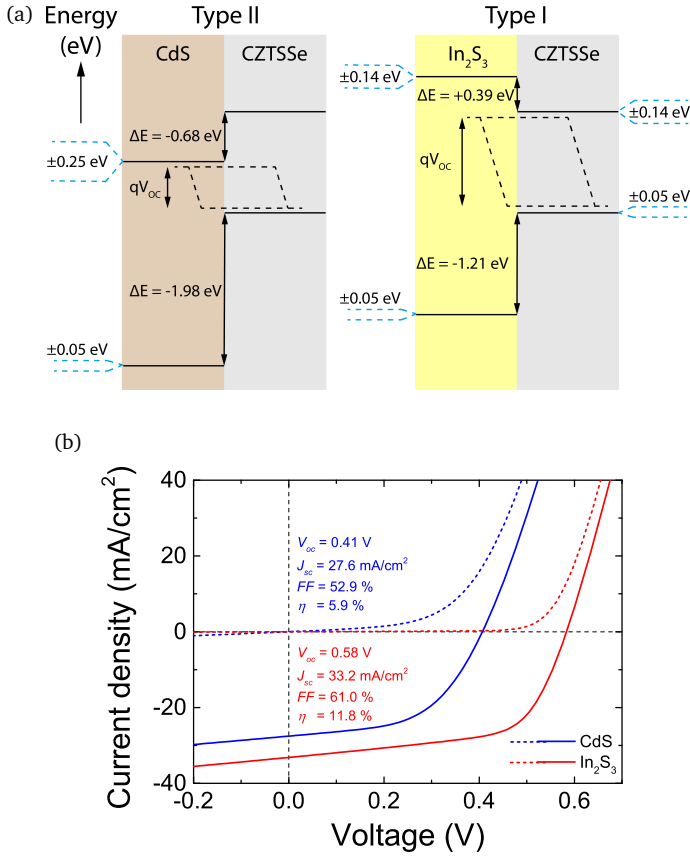 (a)
Energy
(eV)
Type II
Type I
CdS
CZTSSe
In2S3
CZTSSe
±0.14 eV
ΔE = +0.39 eV
±0.14 eV
ΔE = -0.68 eV
±0.25 eV
qVOC
qVOC
±0.05 eV
ΔE = -1.21 eV
ΔE = -1.98 eV
±0.05 eV
±0.05 eV
(b)
Current density (mA/cm2)
40
20
0
-20
-40
Voc = 0.41 V
Jsc = 27.6 mA/cm2
FF = 52.9 %
η = 5.9 %
Voc = 0.58 V
Jsc = 33.2 mA/cm2
FF = 61.0 %
η = 11.8 %
CdS
In2S3
-0.2
0.0
0.2
0.4
0.6
Voltage (V)